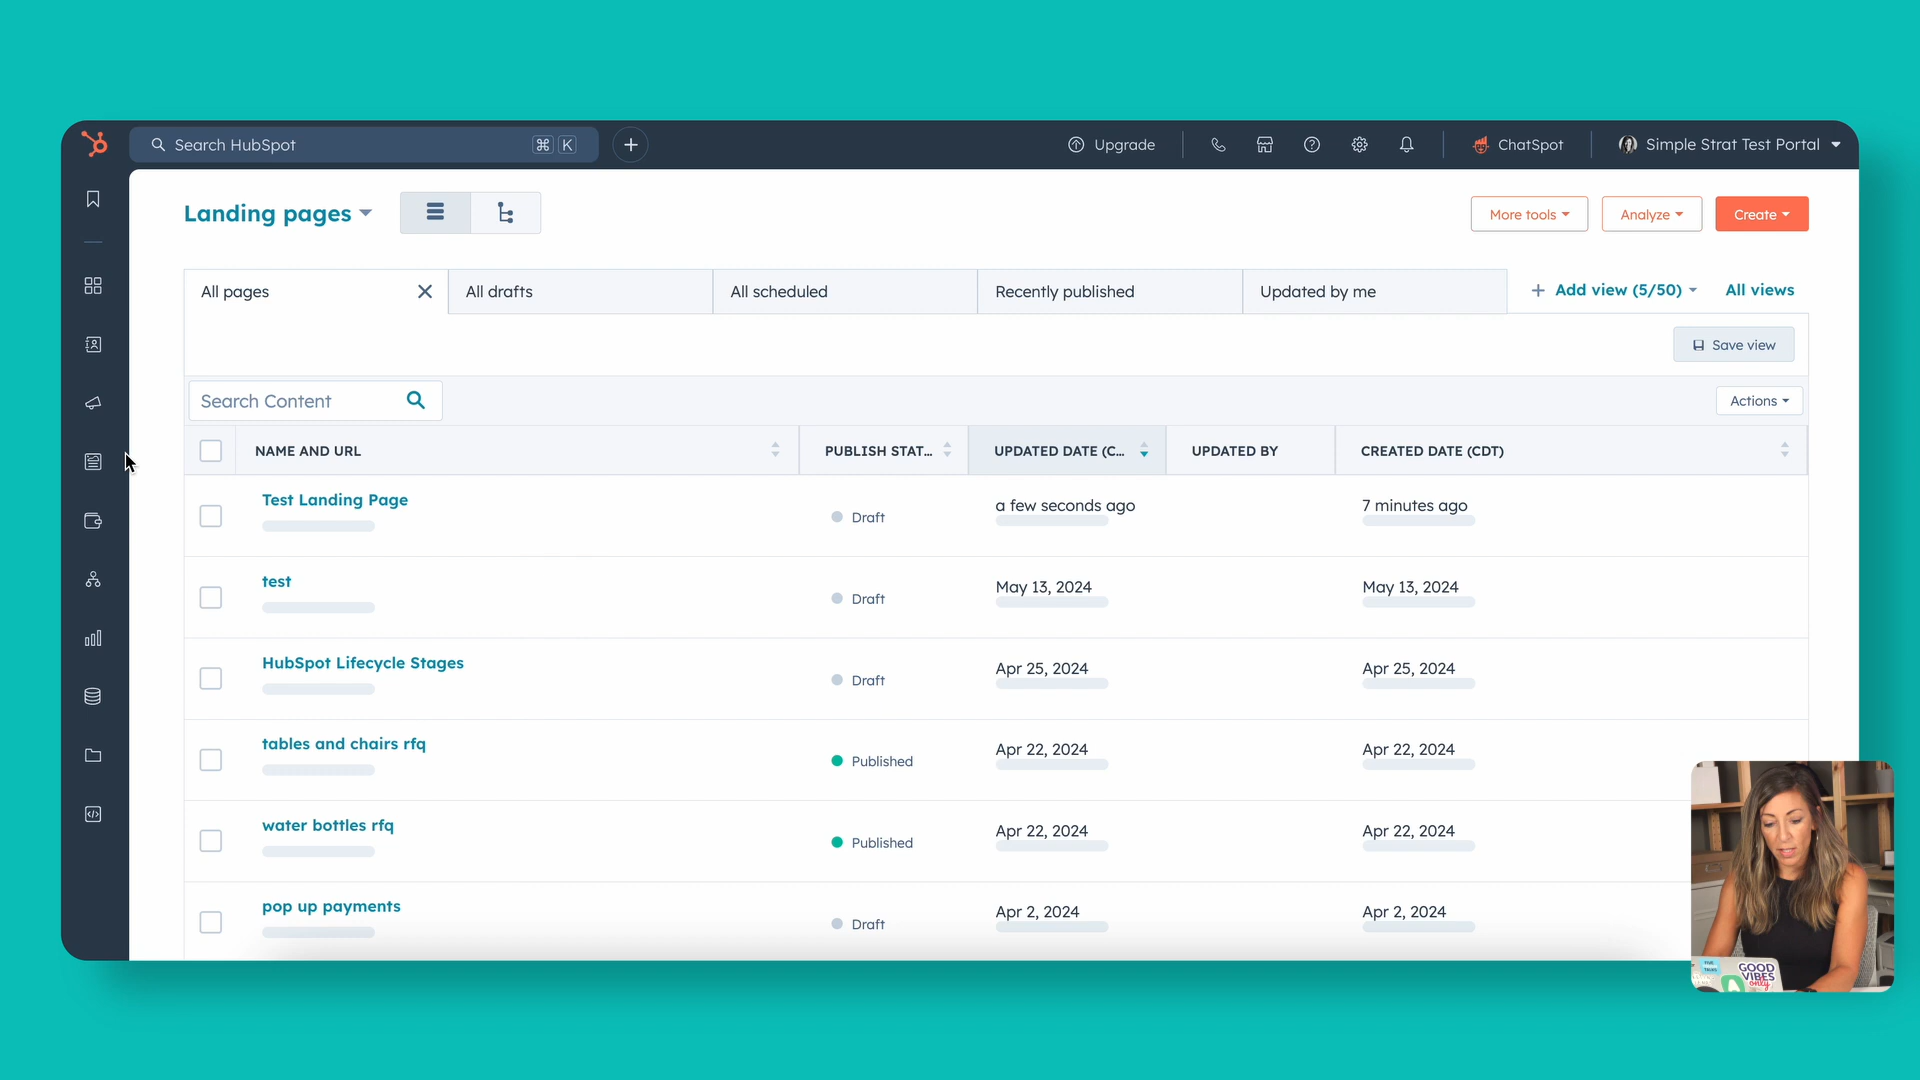 Search HubSpot
⌘ K
+
Upgrade
ChatSpot
Simple Strat Test Portal
Landing pages
More tools
Analyze
Create
All pages
All drafts
All scheduled
Recently published
Updated by me
+ Add view (5/50)
All views
Save view
Search Content
Actions
NAME AND URL
PUBLISH STAT...
UPDATED DATE (C...
UPDATED BY
CREATED DATE (CDT)
Test Landing Page
Draft
a few seconds ago
7 minutes ago
test
Draft
May 13, 2024
May 13, 2024
HubSpot Lifecycle Stages
Draft
Apr 25, 2024
Apr 25, 2024
tables and chairs rfq
Published
Apr 22, 2024
Apr 22, 2024
water bottles rfq
Published
Apr 22, 2024
Apr 22, 2024
pop up payments
Draft
Apr 2, 2024
Apr 2, 2024
GOOD
VIBES
only